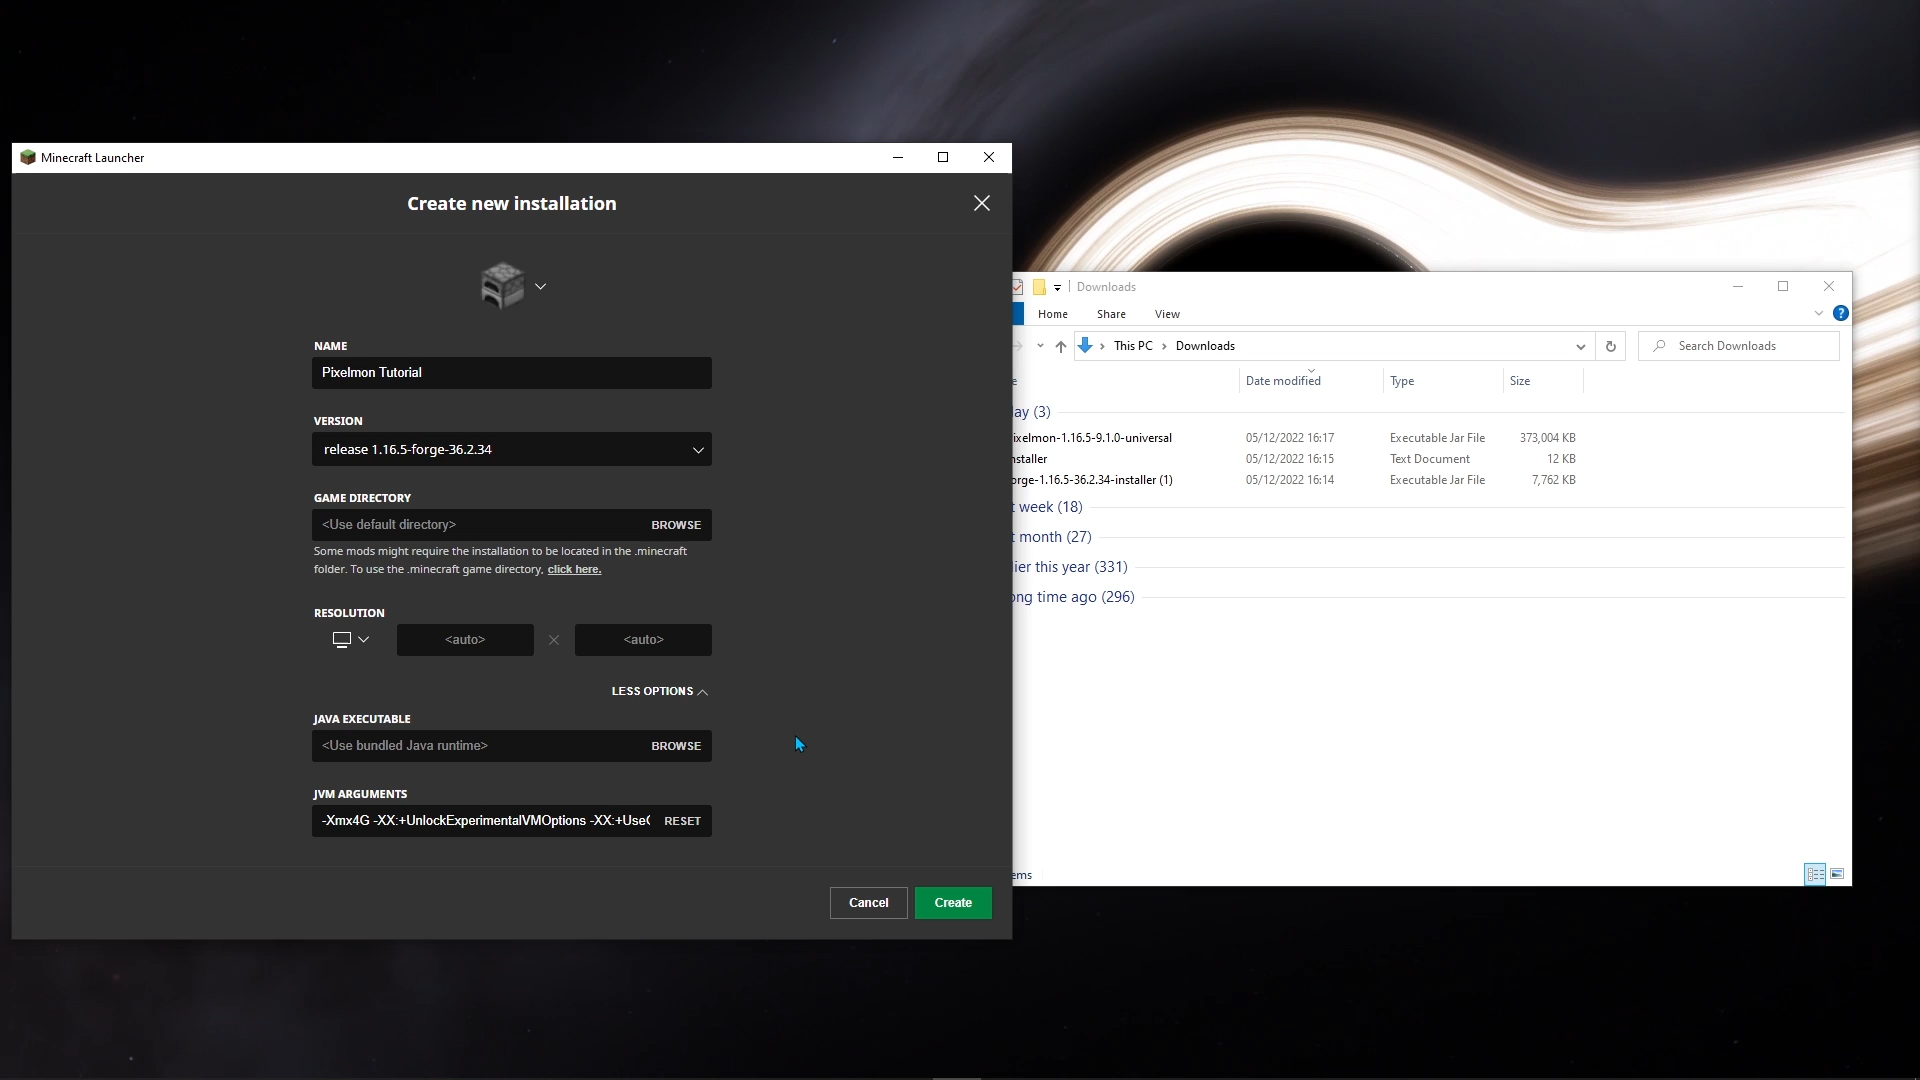 Minecraft Launcher
Create new installation
NAME
Pixelmon Tutorial
VERSION
release 1.16.5-forge-36.2.34
GAME DIRECTORY
<Use default directory>
BROWSE
Some mods might require the installation to be located in the .minecraft
folder. To use the .minecraft game directory, click here.
RESOLUTION
<auto>
<auto>
LESS OPTIONS
JAVA EXECUTABLE
<Use bundled Java runtime>
BROWSE
JVM ARGUMENTS
-Xmx4G -XX:+UnlockExperimentalVMOptions -XX:+Use
RESET
Cancel
Create
Downloads
Home Share View
This PC > Downloads
Search Downloads
e Date modified Type Size
ay (3)
ixelmon-1.16.5-9.1.0-universal 05/12/2022 16:17 Executable Jar File 373,004 KB
nstaller 05/12/2022 16:15 Text Document 12 KB
orge-1.16.5-36.2.34-installer (1) 05/12/2022 16:14 Executable Jar File 7,762 KB
t week (18)
t month (27)
lier this year (331)
ong time ago (296)
ems